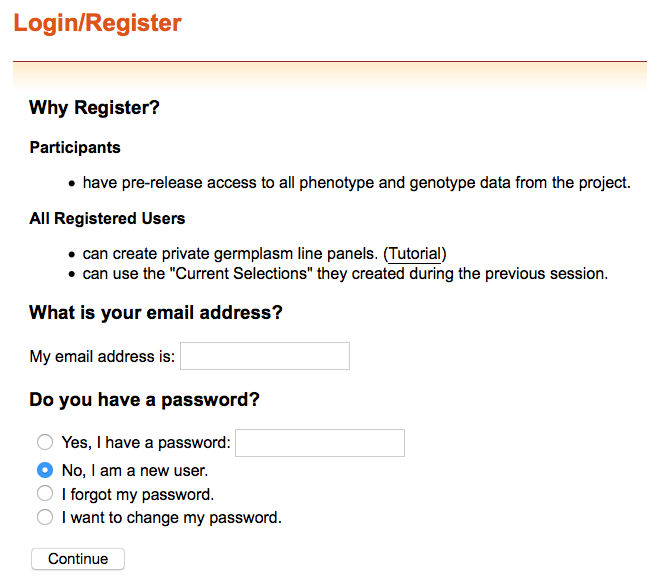 Login/Register
Why Register?
Participants
• have pre-release access to all phenotype and genotype data from the project.
All Registered Users
• can create private germplasm line panels. (Tutorial)
• can use the "Current Selections" they created during the previous session.
What is your email address?
My email address is:
Do you have a password?
Yes, I have a password:
No, I am a new user.
I forgot my password.
I want to change my password.
Continue